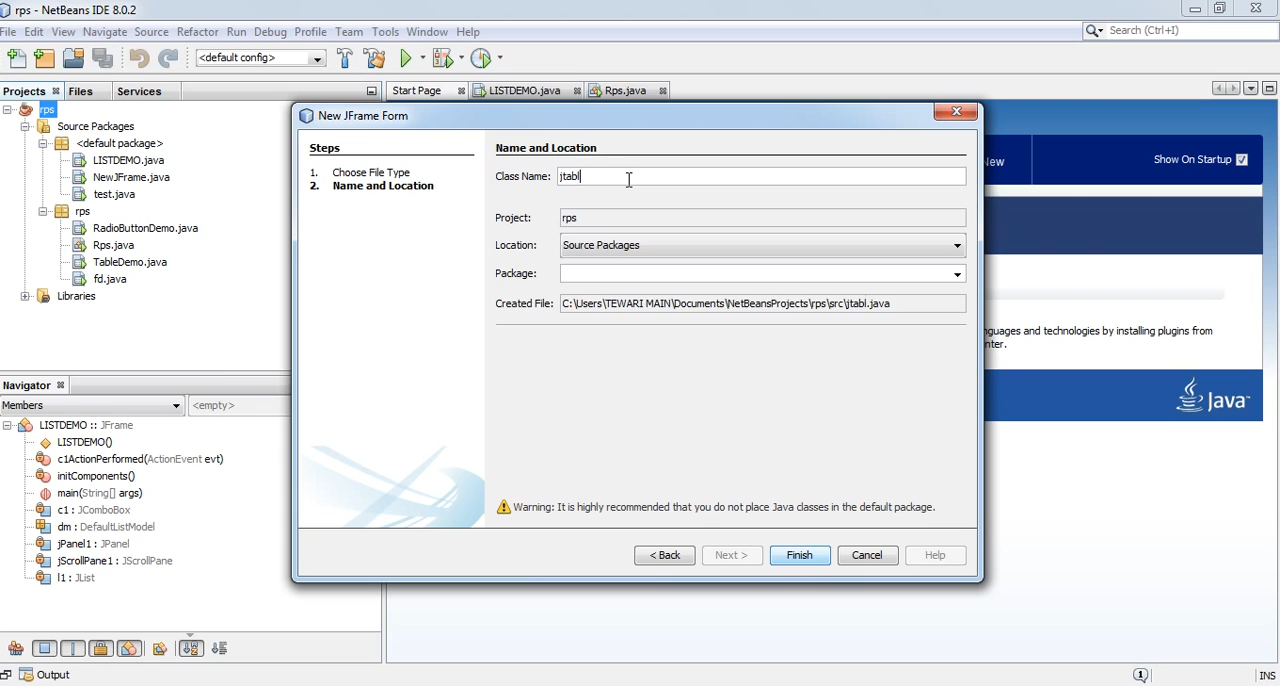 rps - NetBeans IDE 8.0.2
File Edit View Navigate Source Refactor Run Debug Profile Team Tools Window Help
Search (Ctrl+I)
<default config>
Projects Files Services
Start Page LISTDEMO.java Rps.java
rps
Source Packages
<default package>
LISTDEMO.java
NewJFrame.java
test.java
rps
RadioButtonDemo.java
Rps.java
TableDemo.java
fd.java
Libraries
Navigator
Members <empty>
LISTDEMO :: JFrame
LISTDEMO()
c1ActionPerformed(ActionEvent evt)
initComponents()
main(String[] args)
c1 : JComboBox
dm : DefaultListModel
jPanel1 : JPanel
jScrollPane1 : JScrollPane
l1 : JList
Output
New JFrame Form
Steps
1. Choose File Type
2. Name and Location
Name and Location
Class Name: jtabl
Project: rps
Location: Source Packages
Package:
Created File: C:\Users\TEWARI MAIN\Documents\NetBeansProjects\rps\src\jtabl.java
Warning: It is highly recommended that you do not place Java classes in the default package.
< Back Next > Finish Cancel Help
New
Show On Startup
nguages and technologies by installing plugins from
nter.
Java
1
INS